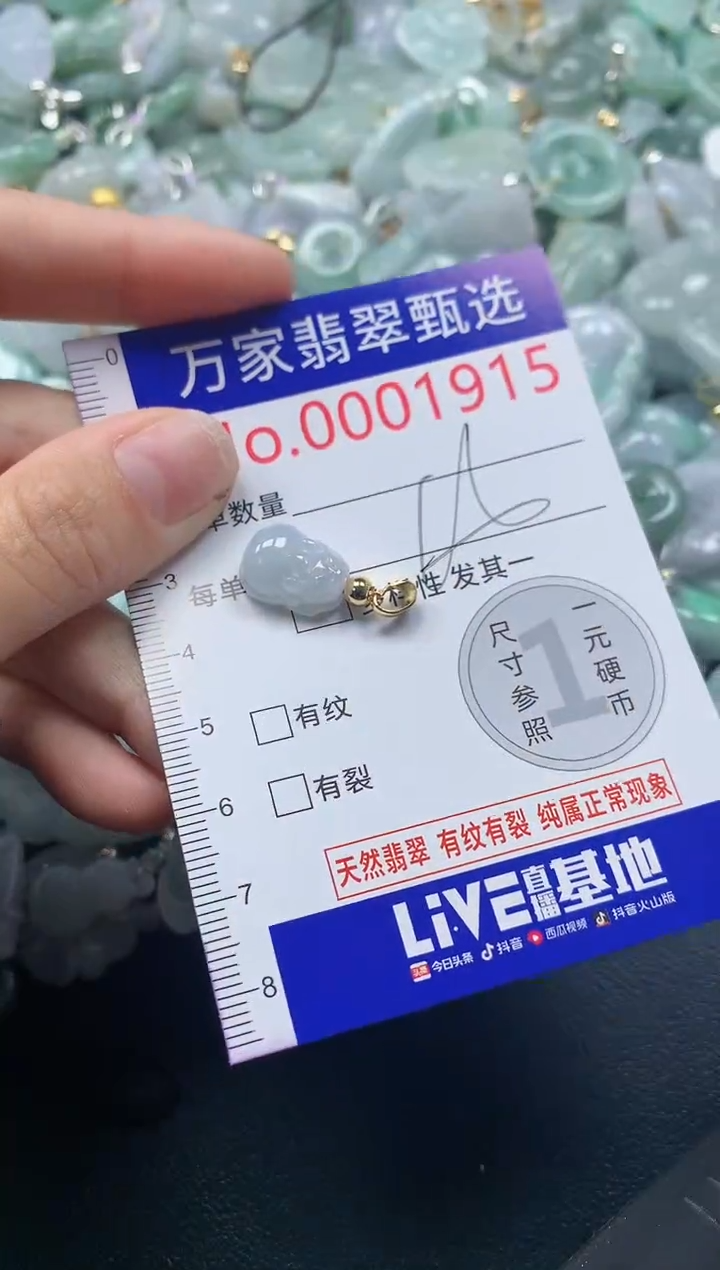 万家翡翠甄选
No.0001915
单数量
每单
性发其一
尺寸参照
一元硬币
1
有纹
有裂
天然翡翠 有纹有裂 纯属正常现象
LiVE直播基地
头条 今日头条 抖音 西瓜视频 抖音火山版
0
3
4
5
6
7
8